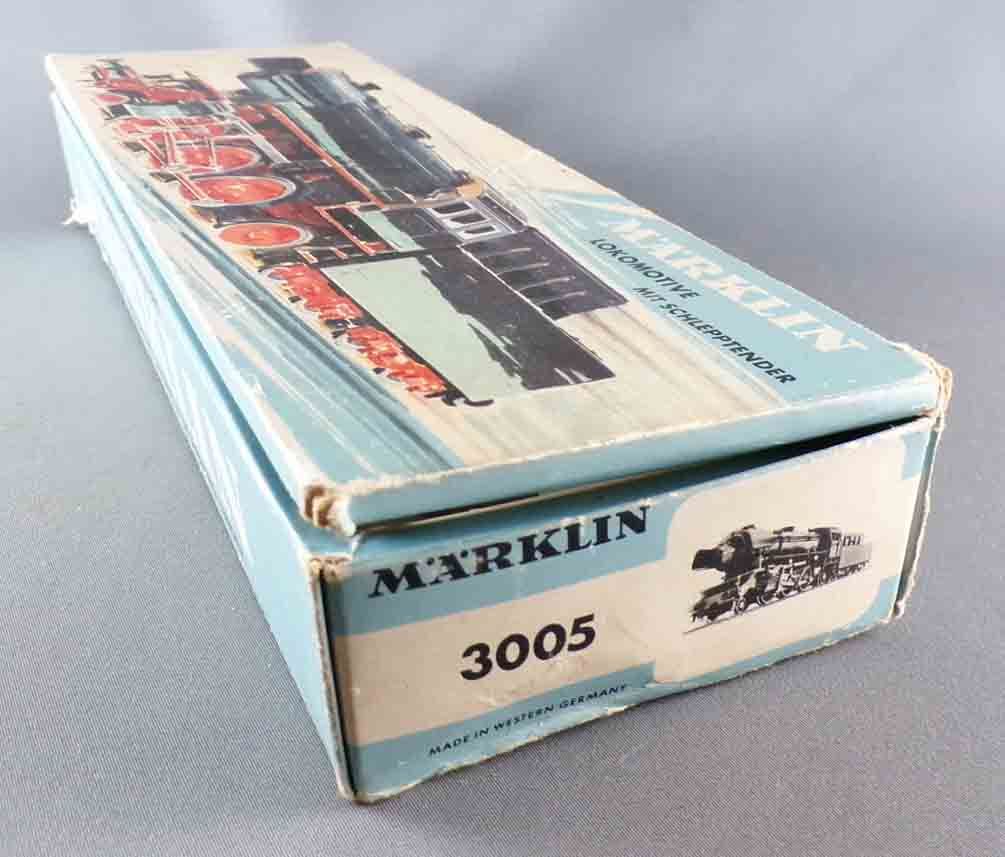 MÄRKLIN
LOKOMOTIVE
MIT SCHLEPPTENDER
MÄRKLIN
3005
MADE IN WESTERN GERMANY